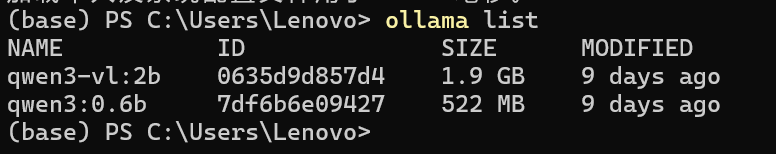 (base) PS C:\Users\Lenovo> ollama list
NAME ID SIZE MODIFIED
qwen3-vl:2b 0635d9d857d4 1.9 GB 9 days ago
qwen3:0.6b 7df6b6e09427 522 MB 9 days ago
(base) PS C:\Users\Lenovo>